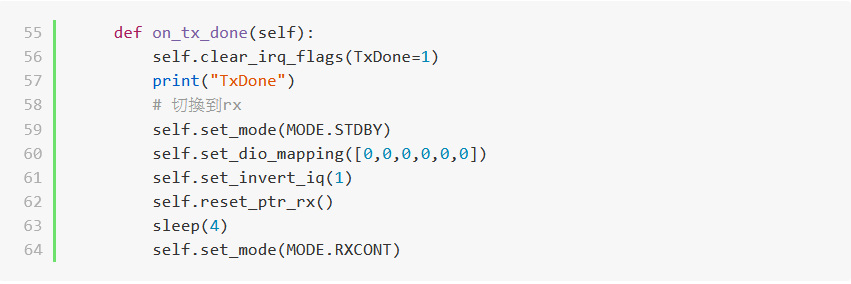 55 def on_tx_done(self):
56 self.clear_irq_flags(TxDone=1)
57 print("TxDone")
58 # 切換到rx
59 self.set_mode(MODE.STDBY)
60 self.set_dio_mapping([0,0,0,0,0,0])
61 self.set_invert_iq(1)
62 self.reset_ptr_rx()
63 sleep(4)
64 self.set_mode(MODE.RXCONT)